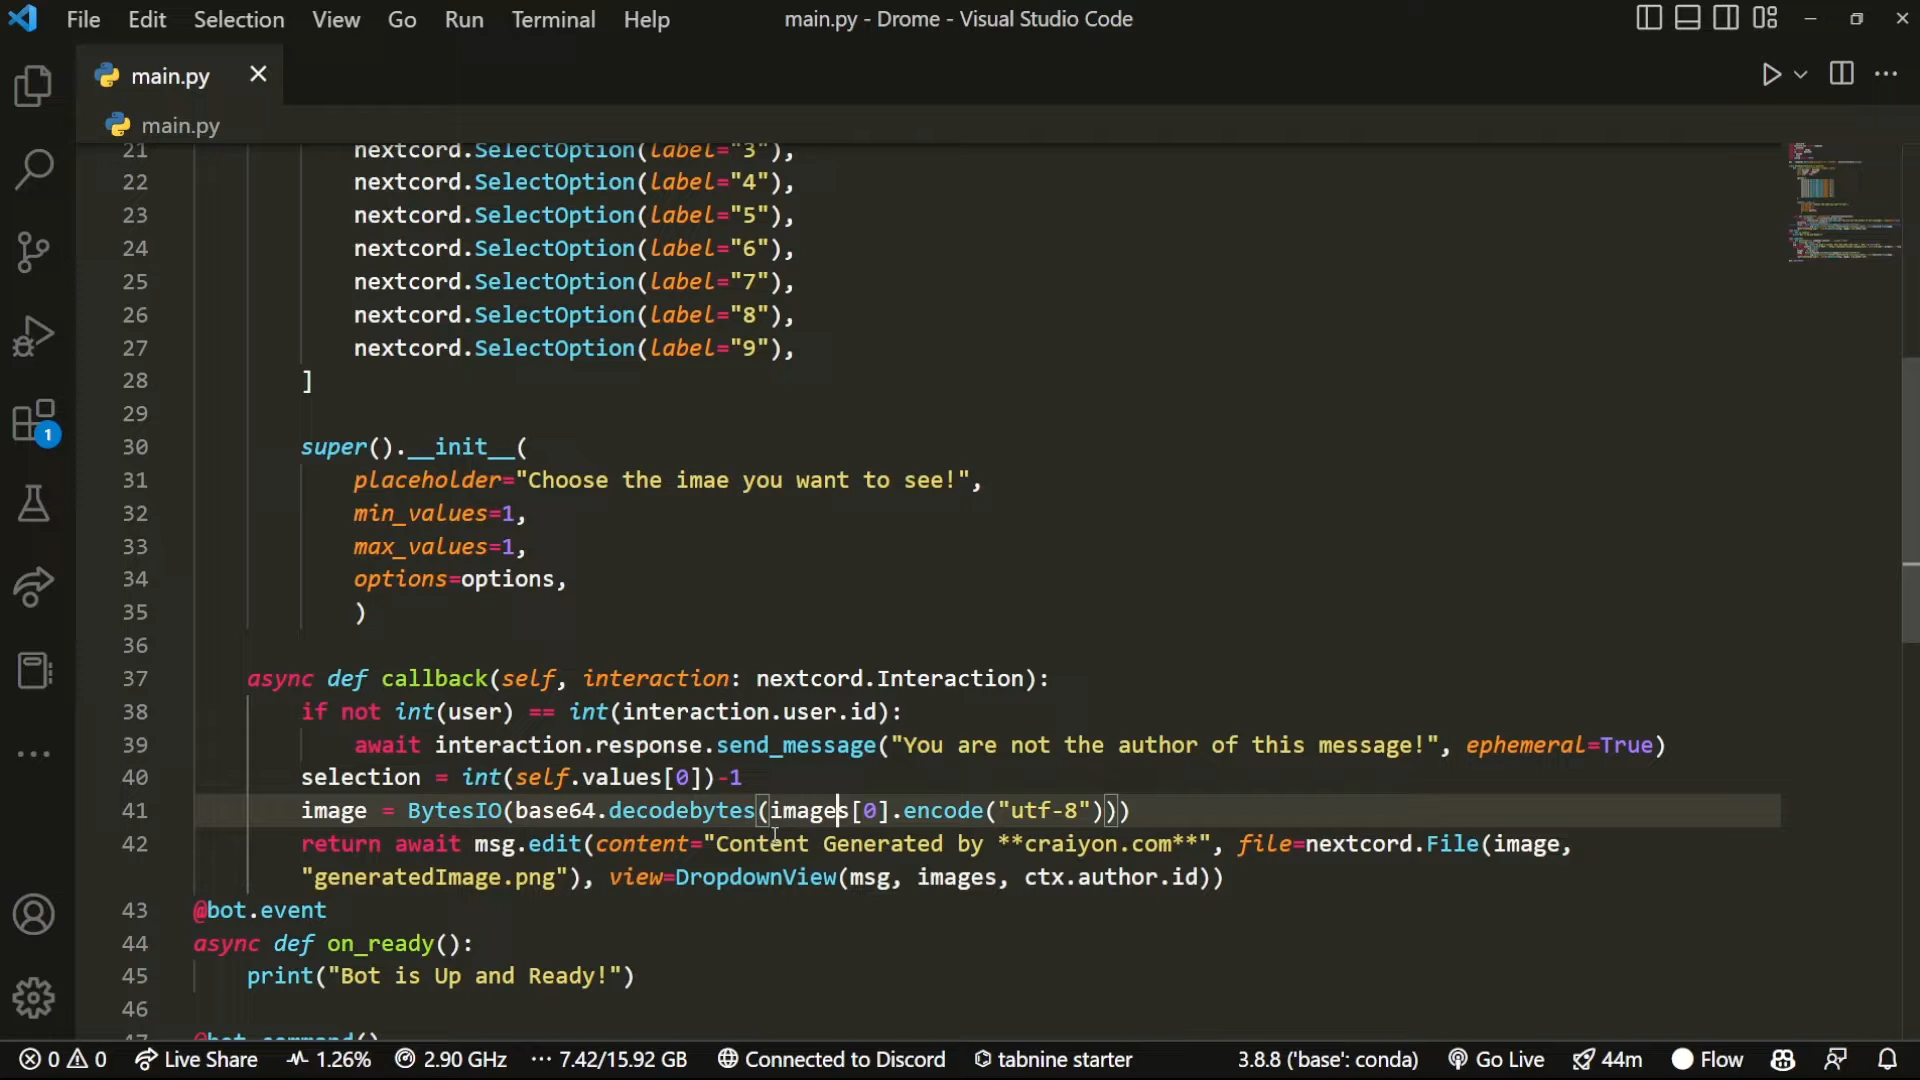 File Edit Selection View Go Run Terminal Help main.py - Drome - Visual Studio Code
main.py
main.py
21 nextcord.SelectOption(label="3"),
22 nextcord.SelectOption(label="4"),
23 nextcord.SelectOption(label="5"),
24 nextcord.SelectOption(label="6"),
25 nextcord.SelectOption(label="7"),
26 nextcord.SelectOption(label="8"),
27 nextcord.SelectOption(label="9"),
28 ]
29
30 super().__init__(
31 placeholder="Choose the imae you want to see!",
32 min_values=1,
33 max_values=1,
34 options=options,
35 )
36
37 async def callback(self, interaction: nextcord.Interaction):
38 if not int(user) == int(interaction.user.id):
39 await interaction.response.send_message("You are not the author of this message!", ephemeral=True)
40 selection = int(self.values[0])-1
41 image = BytesIO(base64.decodebytes(images[0].encode("utf-8")))
42 return await msg.edit(content="Content Generated by **craiyon.com**", file=nextcord.File(image,
"generatedImage.png"), view=DropdownView(msg, images, ctx.author.id))
43 @bot.event
44 async def on_ready():
45 print("Bot is Up and Ready!")
46
47 @bot.command()
1
0 0 Live Share 1.26% 2.90 GHz 7.42/15.92 GB Connected to Discord tabnine starter 3.8.8 ('base': conda) Go Live 44m Flow